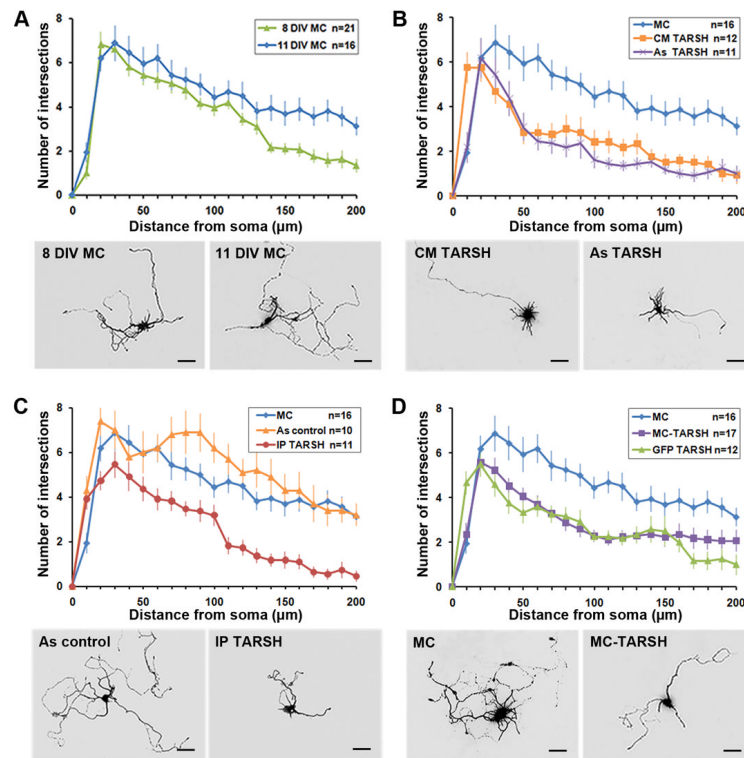 A
Number of intersections
8
6
4
2
0
8 DIV MC n=21
11 DIV MC n=16
0 50 100 150 200
Distance from soma (µm)
8 DIV MC
11 DIV MC
B
Number of intersections
8
6
4
2
0
MC n=16
CM TARSH n=12
As TARSH n=11
0 50 100 150 200
Distance from soma (µm)
CM TARSH
As TARSH
C
Number of intersections
8
6
4
2
0
MC n=16
As control n=10
IP TARSH n=11
0 50 100 150 200
Distance from soma (µm)
As control
IP TARSH
D
Number of intersections
8
6
4
2
0
MC n=16
MC-TARSH n=17
GFP TARSH n=12
0 50 100 150 200
Distance from soma (µm)
MC
MC-TARSH